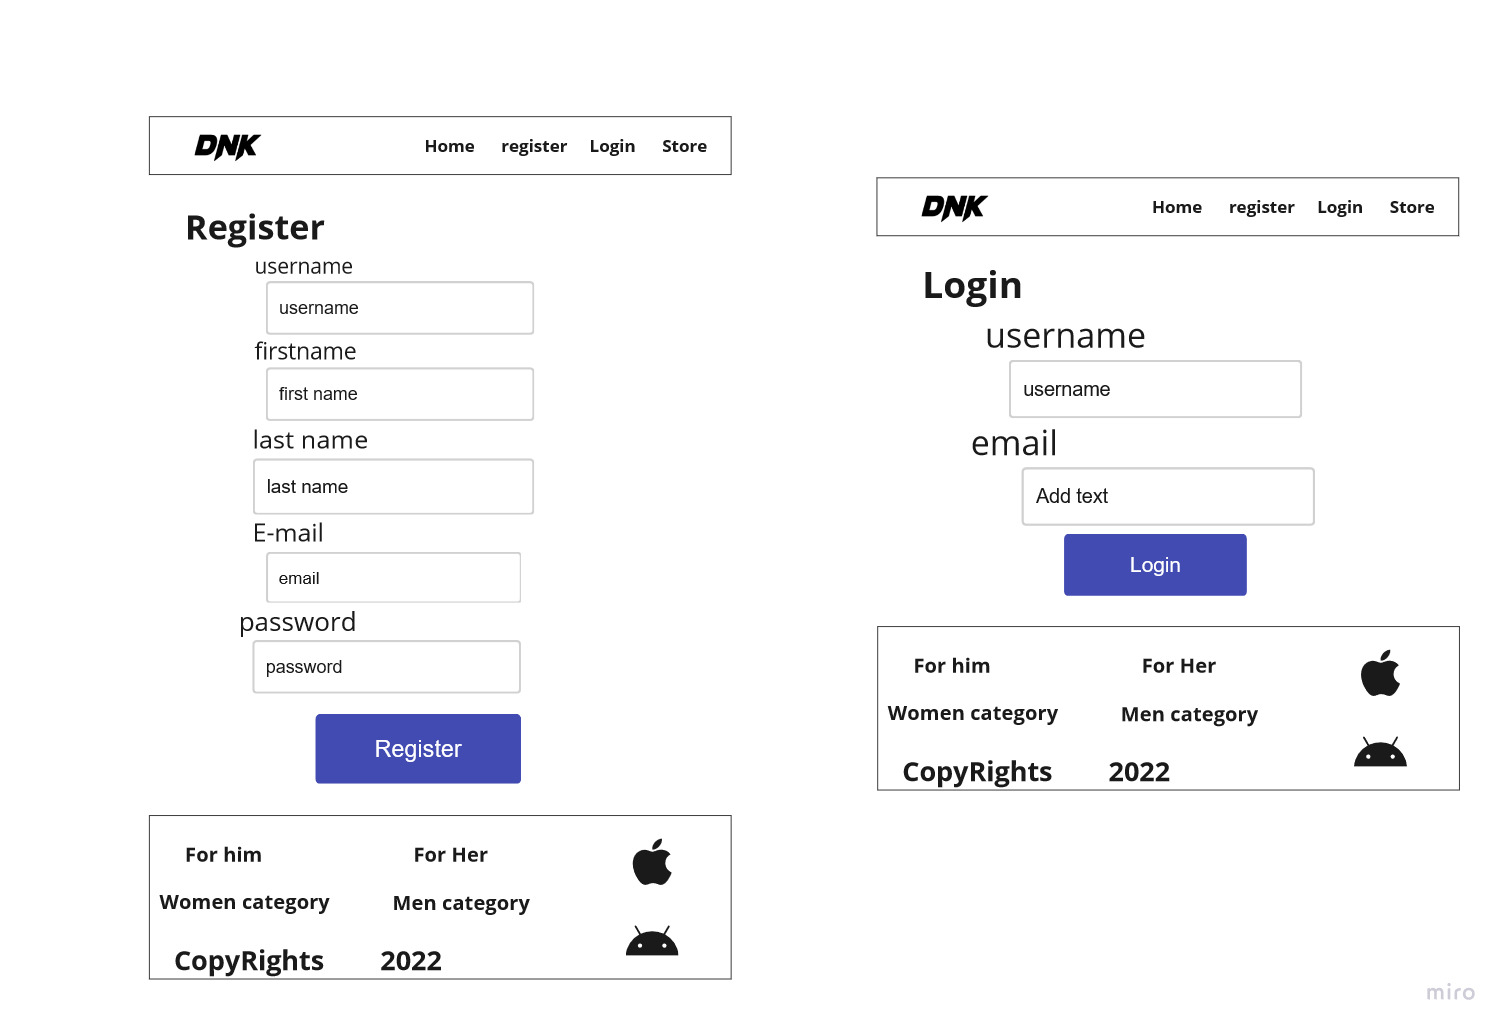 DNK Home register Login Store
Register
username
username
firstname
first name
last name
last name
E-mail
email
password
password
Register
For him For Her
Women category Men category
CopyRights 2022
DNK Home register Login Store
Login
username
username
email
Add text
Login
For him For Her
Women category Men category
CopyRights 2022
miro